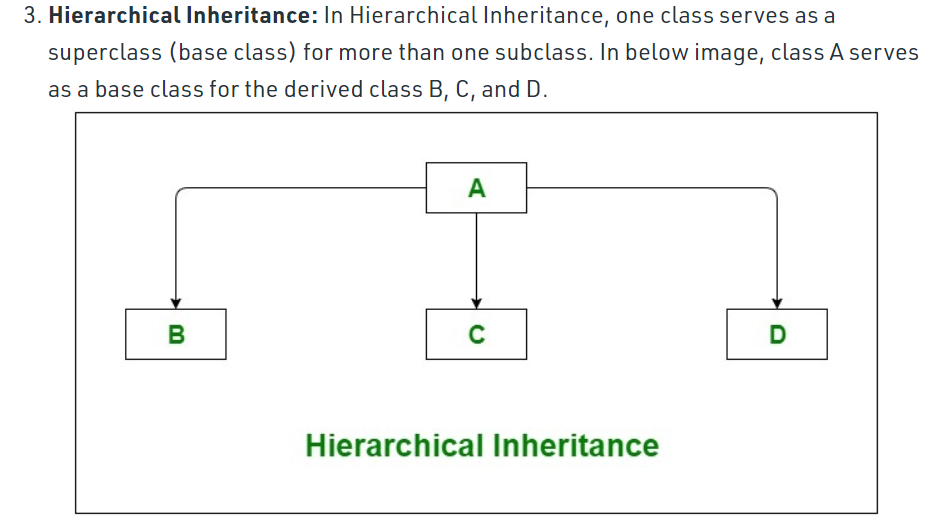 3. Hierarchical Inheritance: In Hierarchical Inheritance, one class serves as a
superclass (base class) for more than one subclass. In below image, class A serves
as a base class for the derived class B, C, and D.
A
B
C
D
Hierarchical Inheritance